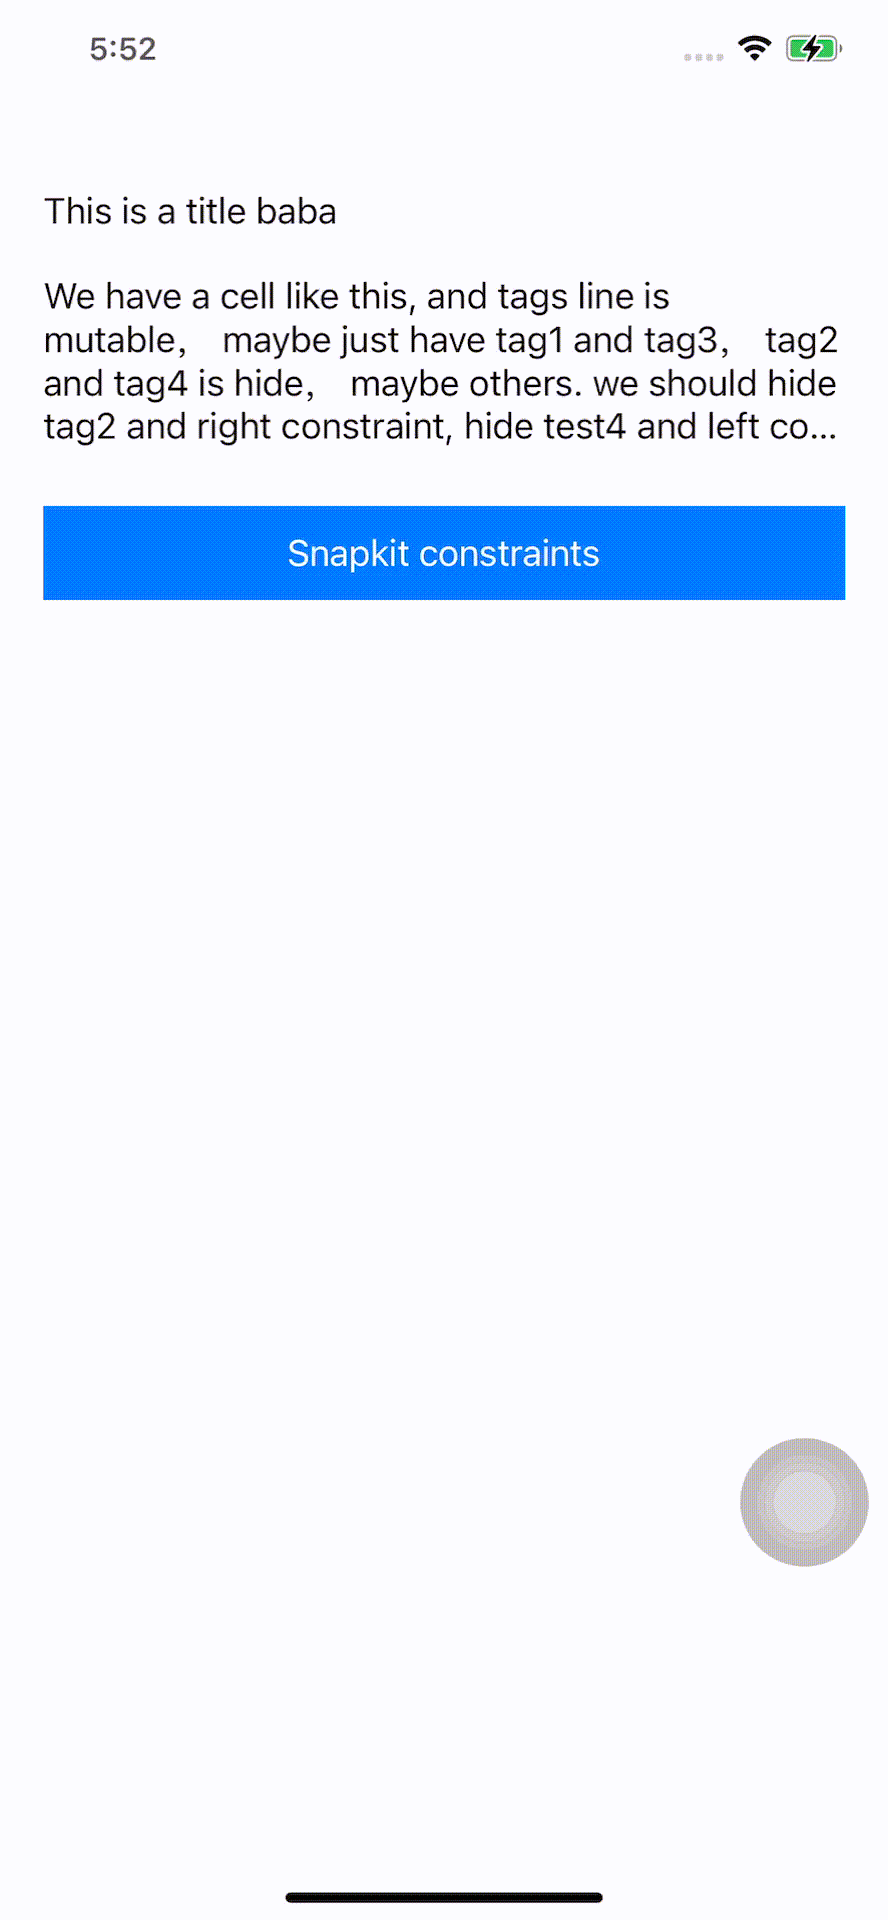 5:52
This is a title baba
We have a cell like this, and tags line is
mutable， maybe just have tag1 and tag3， tag2
and tag4 is hide， maybe others. we should hide
tag2 and right constraint, hide test4 and left co...
Snapkit constraints